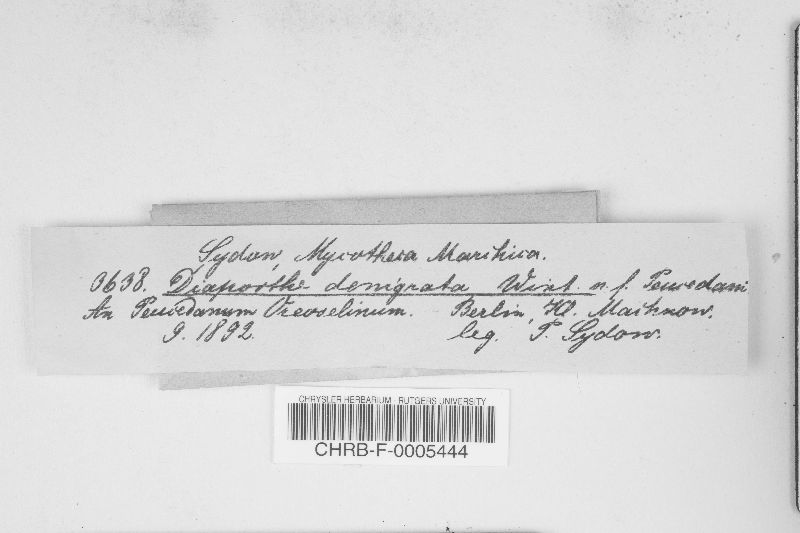 Sydow, Mycotheca Marchica.
3638. Diaporthe denigrata Wint. n. f. Peucedani
An Peucedanum Oreoselinum. Berlin, Kl. Machnow.
9. 1892. leg. P. Sydow.
CHRYSLER HERBARIUM - RUTGERS UNIVERSITY
CHRB-F-0005444